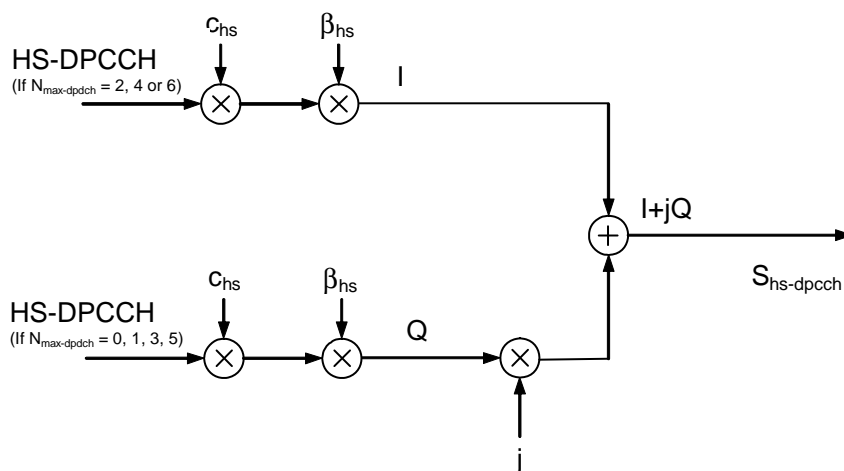 c_hs
β_hs
HS-DPCCH
(If N_max-dpdch = 2, 4 or 6)
I
I+jQ
S_hs-dpcch
c_hs
β_hs
HS-DPCCH
(If N_max-dpdch = 0, 1, 3, 5)
Q
j